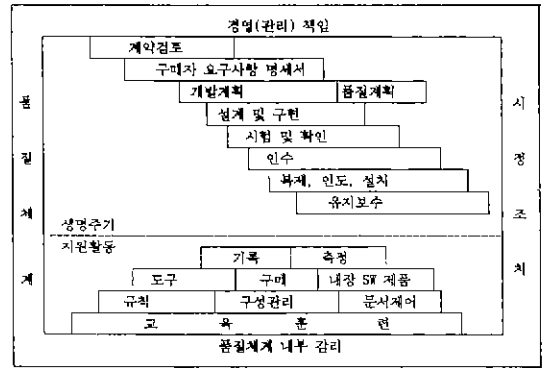 경영(관리) 책임
계약검토
구매자 요구사항 명세서
개발계획 품질계획
설계 및 구현
시험 및 확인
인수
복제, 인도, 설치
유지보수
생명주기
지원활동
기록 측정
도구 구매 내장 SW 제품
규칙 구성관리 문서제어
교 육 훈 련
품질체계 내부 감리
품
질
체
계
시
정
조
치